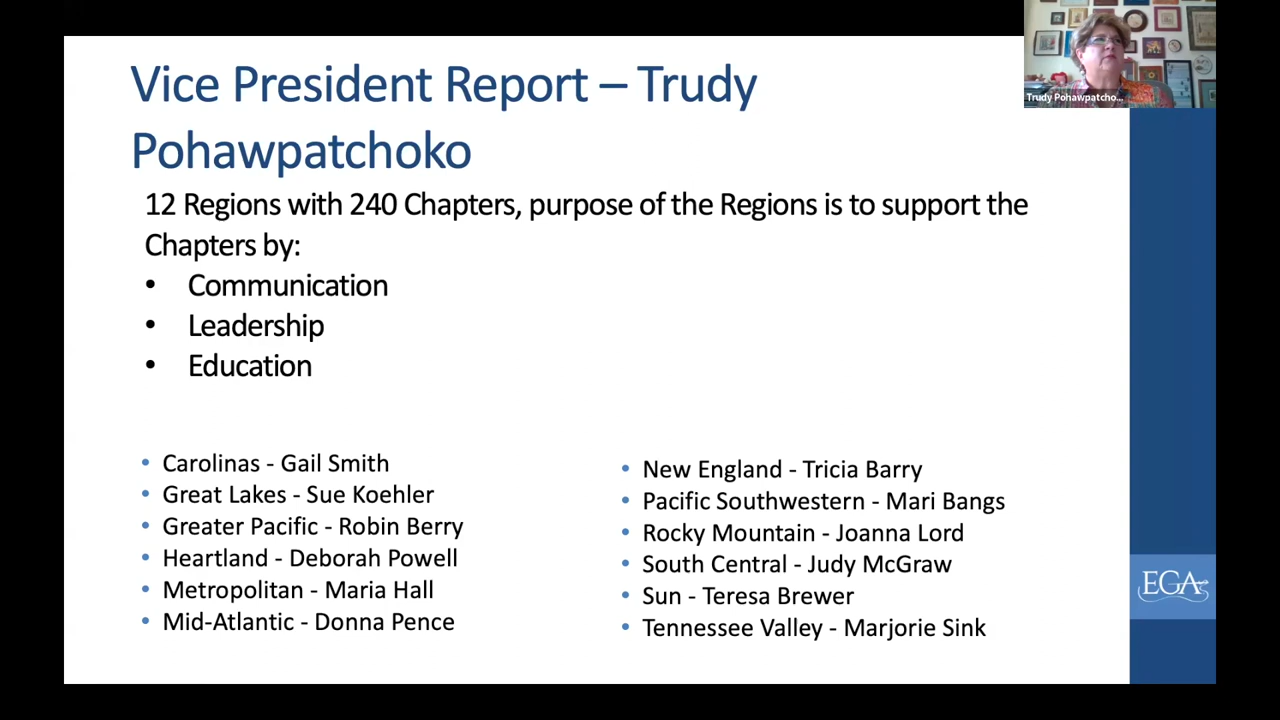 Vice President Report – Trudy
Pohawpatchoko
Trudy Pohawpatcho...
12 Regions with 240 Chapters, purpose of the Regions is to support the
Chapters by:
• Communication
• Leadership
• Education
• Carolinas - Gail Smith
• Great Lakes - Sue Koehler
• Greater Pacific - Robin Berry
• Heartland - Deborah Powell
• Metropolitan - Maria Hall
• Mid-Atlantic - Donna Pence
• New England - Tricia Barry
• Pacific Southwestern - Mari Bangs
• Rocky Mountain - Joanna Lord
• South Central - Judy McGraw
• Sun - Teresa Brewer
• Tennessee Valley - Marjorie Sink
EGA